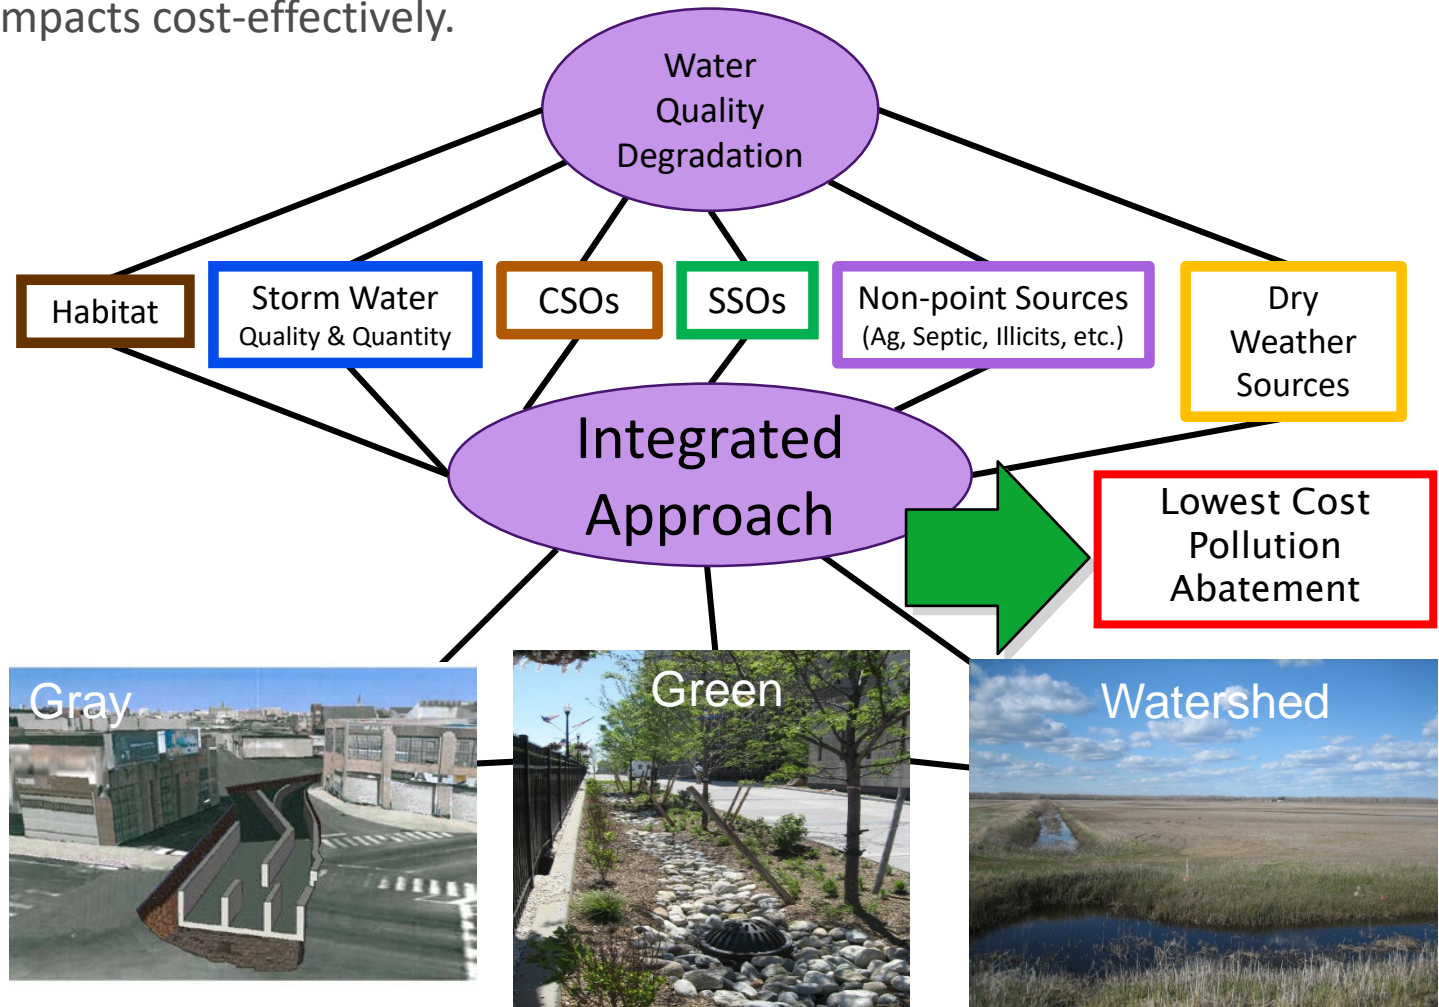 mpacts cost-effectively.
Water
Quality
Degradation
Habitat
Storm Water
Quality & Quantity
CSOs
SSOs
Non-point Sources
(Ag, Septic, Illicits, etc.)
Dry
Weather
Sources
Integrated
Approach
Lowest Cost
Pollution
Abatement
Gray
Green
Watershed